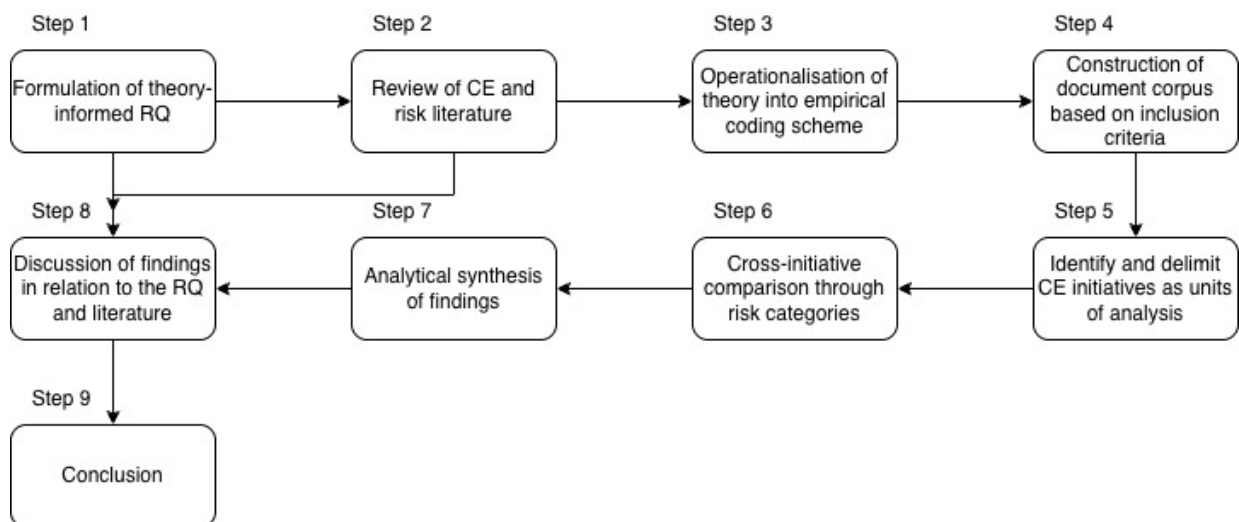 Step 1
Formulation of theory-
informed RQ
Step 2
Review of CE and
risk literature
Step 3
Operationalisation of
theory into empirical
coding scheme
Step 4
Construction of
document corpus
based on inclusion
criteria
Step 5
Identify and delimit
CE initiatives as units
of analysis
Step 6
Cross-initiative
comparison through
risk categories
Step 7
Analytical synthesis
of findings
Step 8
Discussion of findings
in relation to the RQ
and literature
Step 9
Conclusion